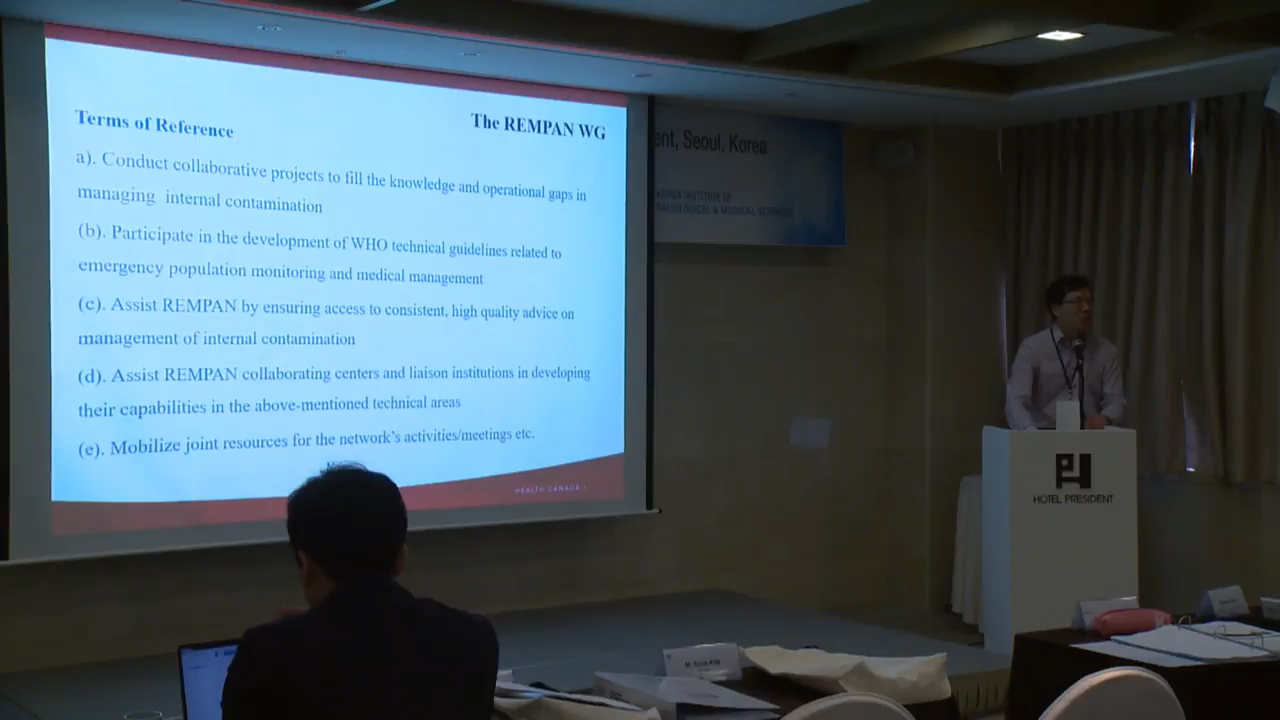 Terms of Reference
The REMPAN WG
a). Conduct collaborative projects to fill the knowledge and operational gaps in
managing internal contamination
(b). Participate in the development of WHO technical guidelines related to
emergency population monitoring and medical management
(c). Assist REMPAN by ensuring access to consistent, high quality advice on
management of internal contamination
(d). Assist REMPAN collaborating centers and liaison institutions in developing
their capabilities in the above-mentioned technical areas
(e). Mobilize joint resources for the network's activities/meetings etc.
HEALTH CANADA
ent, Seoul, Korea
KOREA INSTITUTE OF
& MEDICAL
HOTEL PRESIDENT